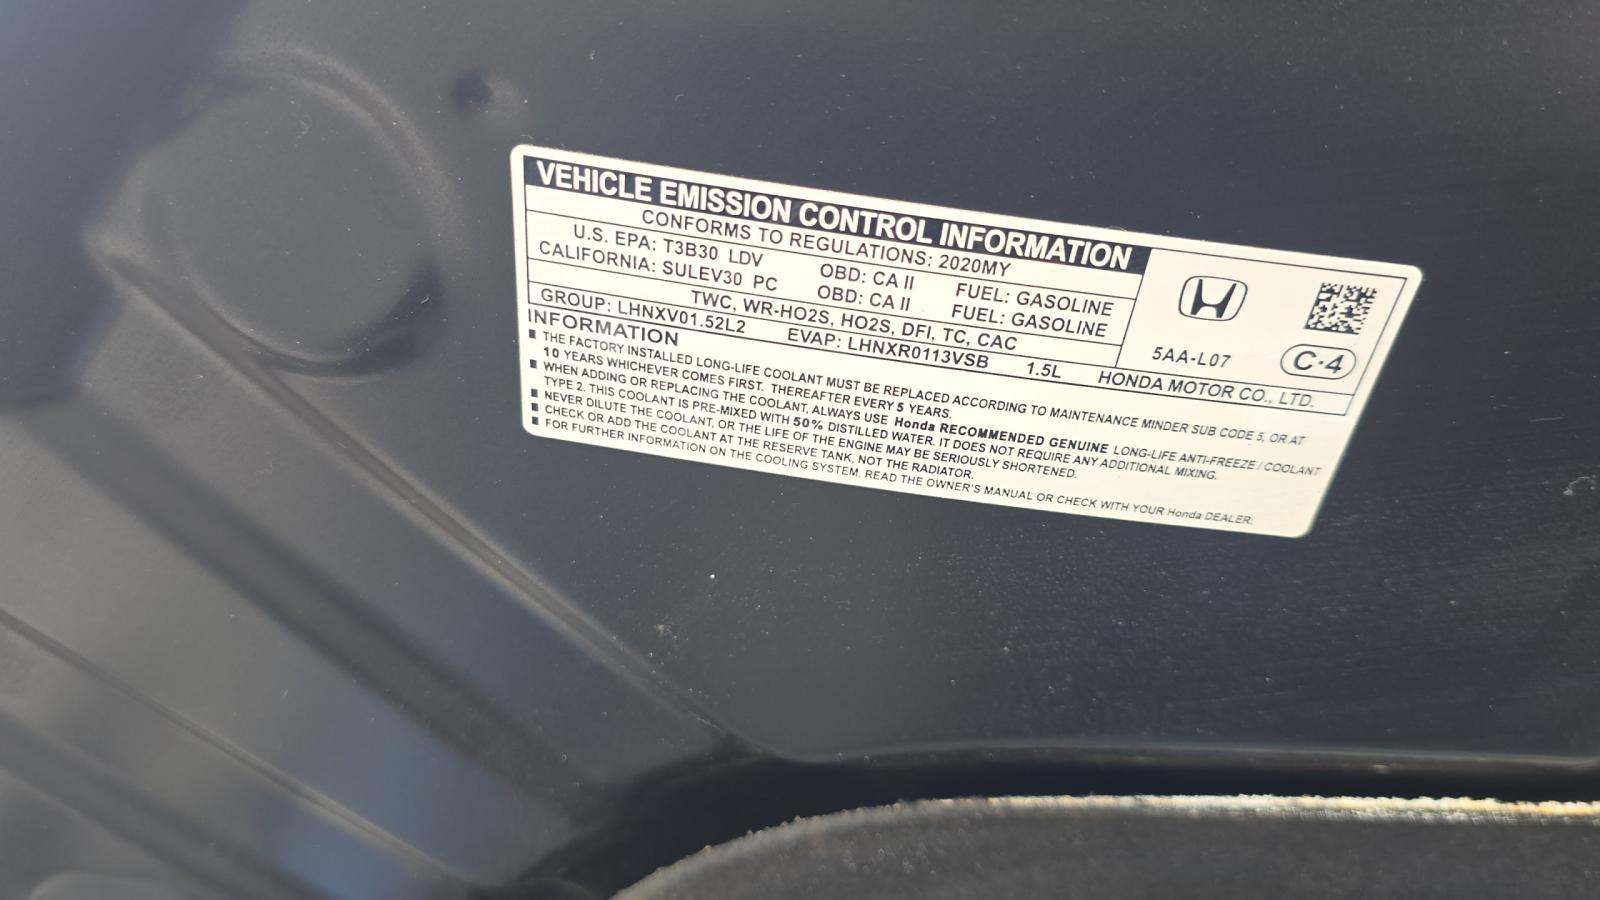 VEHICLE EMISSION CONTROL INFORMATION
CONFORMS TO REGULATIONS: 2020MY
U.S. EPA: T3B30 LDV OBD: CA II FUEL: GASOLINE
CALIFORNIA: SULEV30 PC OBD: CA II FUEL: GASOLINE
TWC, WR-HO2S, HO2S, DFI, TC, CAC
5AA-L07
C·4
GROUP: LHNXV01.52L2 EVAP: LHNXR0113VSB 1.5L HONDA MOTOR CO., LTD.
INFORMATION
■ THE FACTORY INSTALLED LONG-LIFE COOLANT MUST BE REPLACED ACCORDING TO MAINTENANCE MINDER SUB CODE 5, OR AT
10 YEARS WHICHEVER COMES FIRST. THEREAFTER EVERY 5 YEARS.
■ WHEN ADDING OR REPLACING THE COOLANT, ALWAYS USE Honda RECOMMENDED GENUINE LONG-LIFE ANTI-FREEZE / COOLANT
TYPE 2. THIS COOLANT IS PRE-MIXED WITH 50% DISTILLED WATER. IT DOES NOT REQUIRE ANY ADDITIONAL MIXING.
■ NEVER DILUTE THE COOLANT, OR THE LIFE OF THE ENGINE MAY BE SERIOUSLY SHORTENED.
■ CHECK OR ADD THE COOLANT AT THE RESERVE TANK, NOT THE RADIATOR.
■ FOR FURTHER INFORMATION ON THE COOLING SYSTEM, READ THE OWNER'S MANUAL OR CHECK WITH YOUR Honda DEALER.